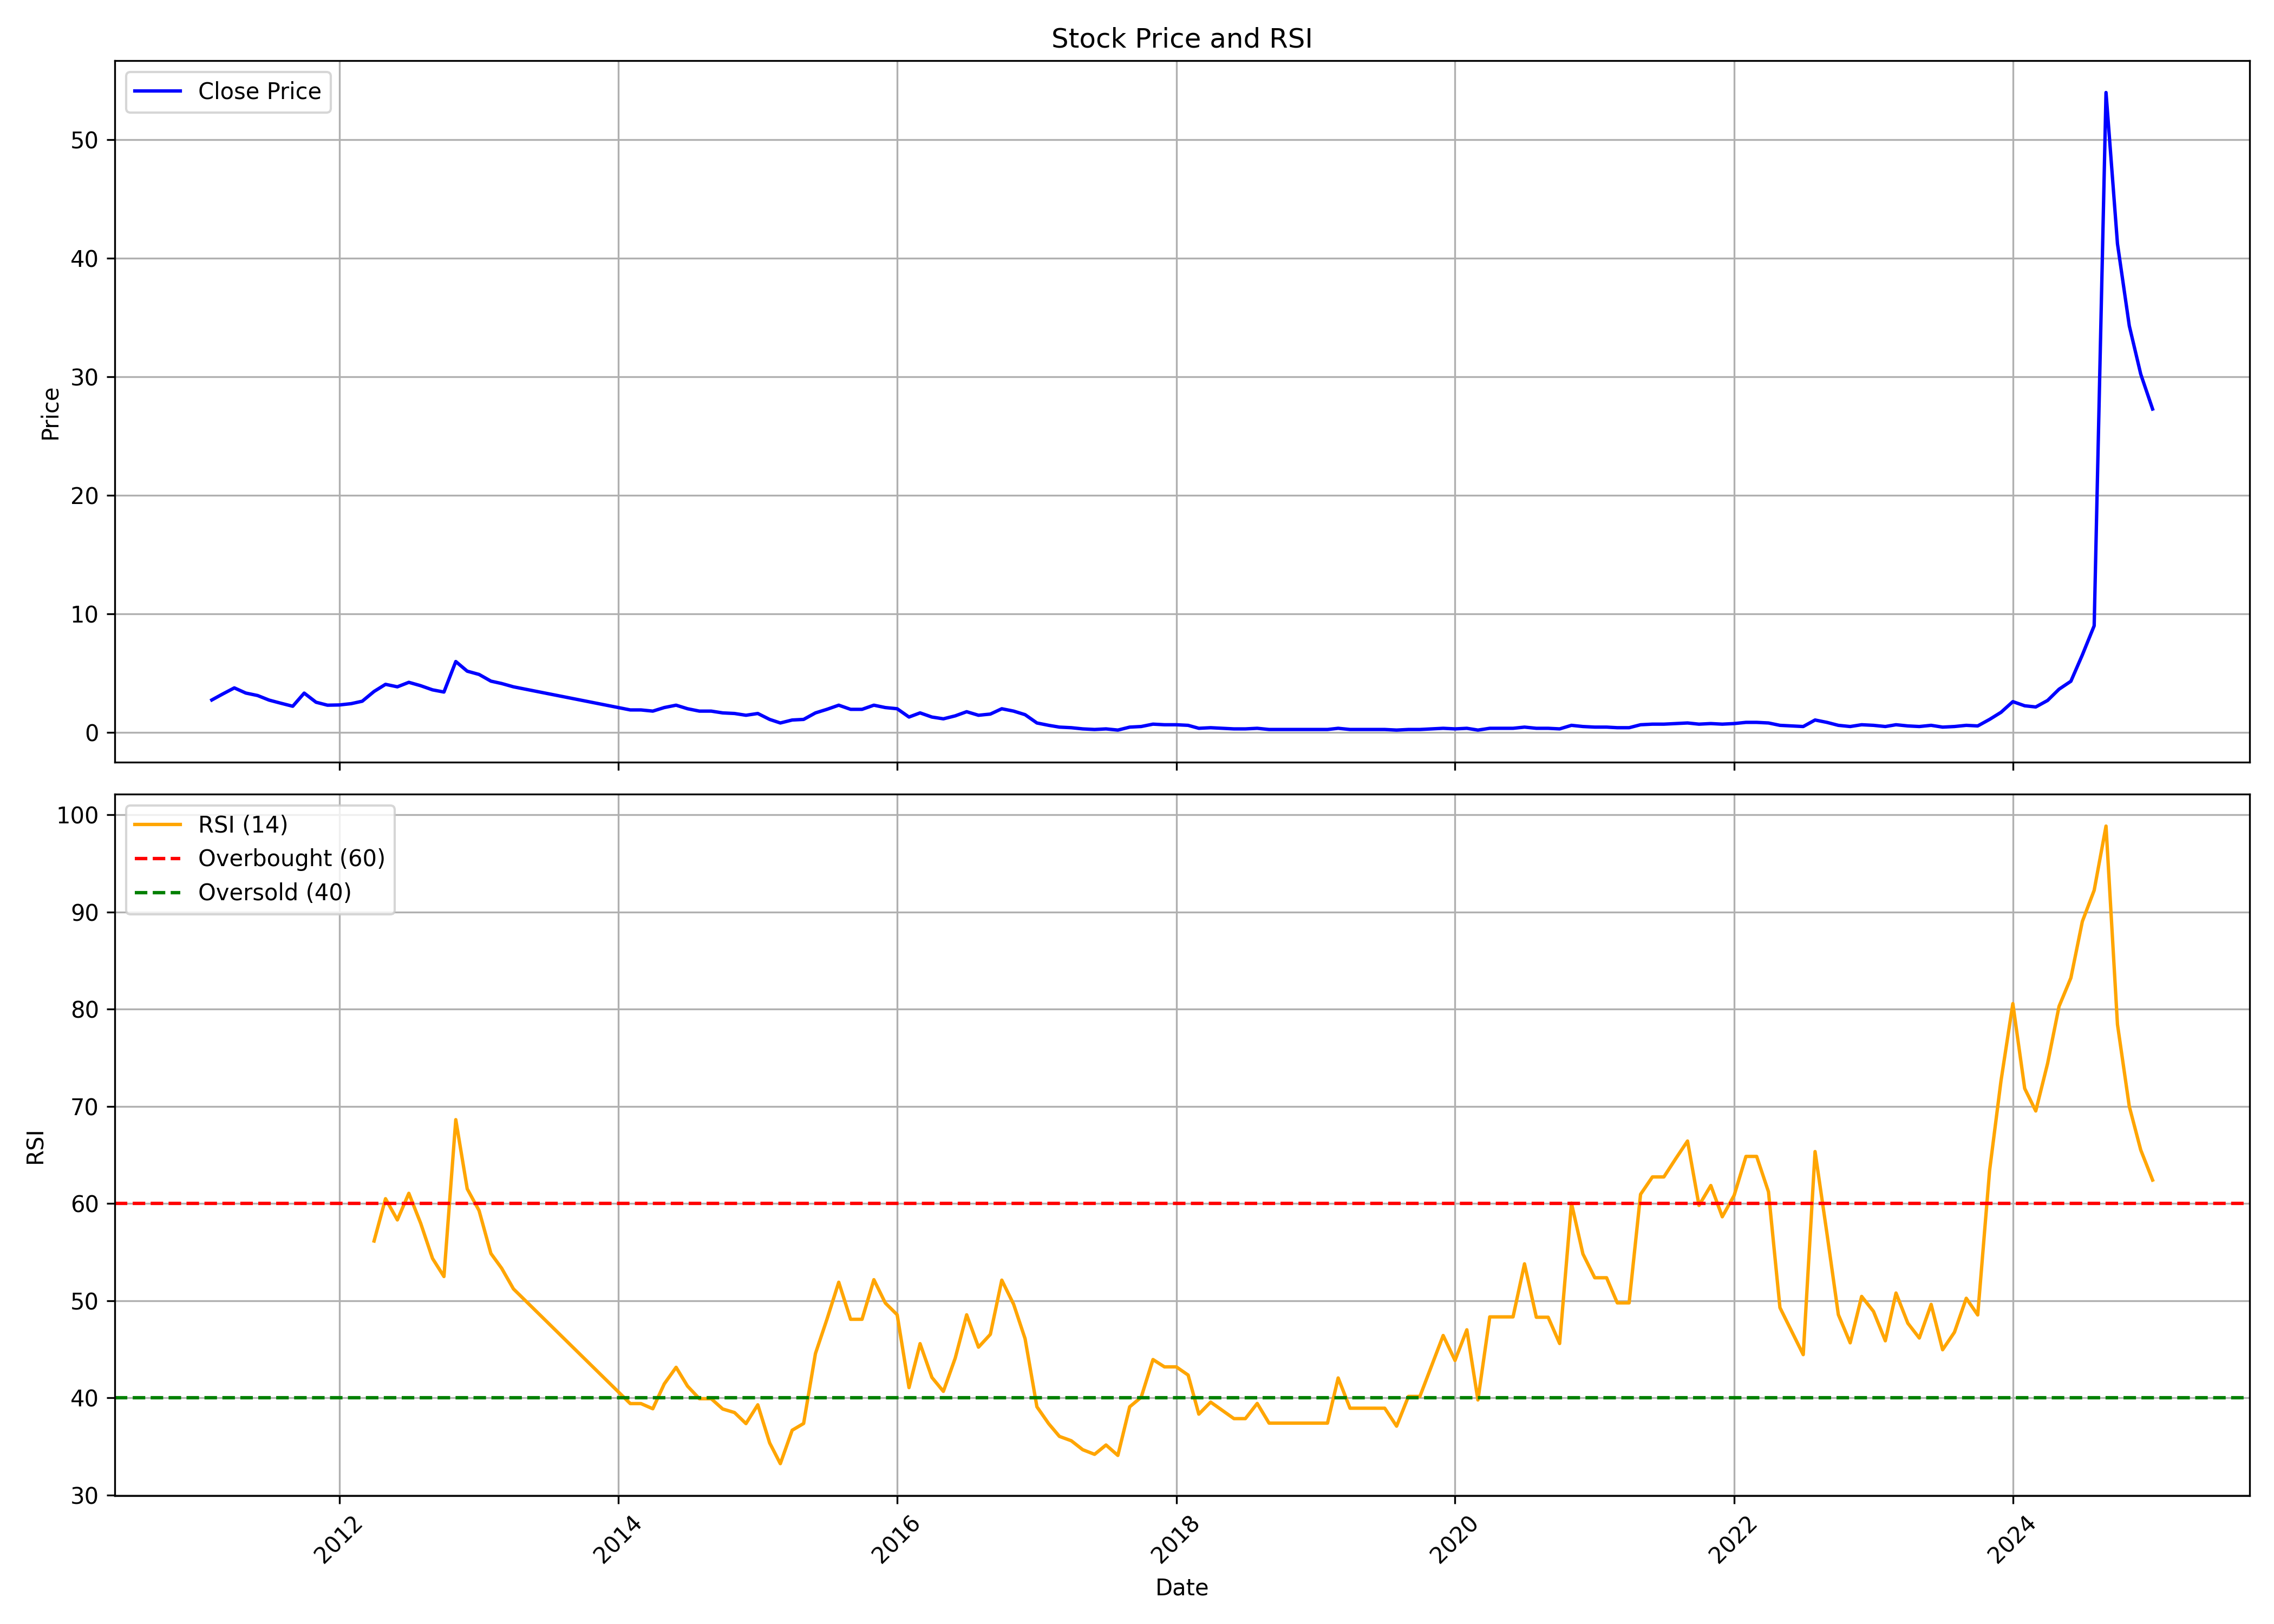 Stock Price and RSI
Close Price
50
40
30
20
10
0
Price
RSI (14)
Overbought (60)
Oversold (40)
100
90
80
70
60
50
40
30
RSI
2012
2014
2016
2018
2020
2022
2024
Date